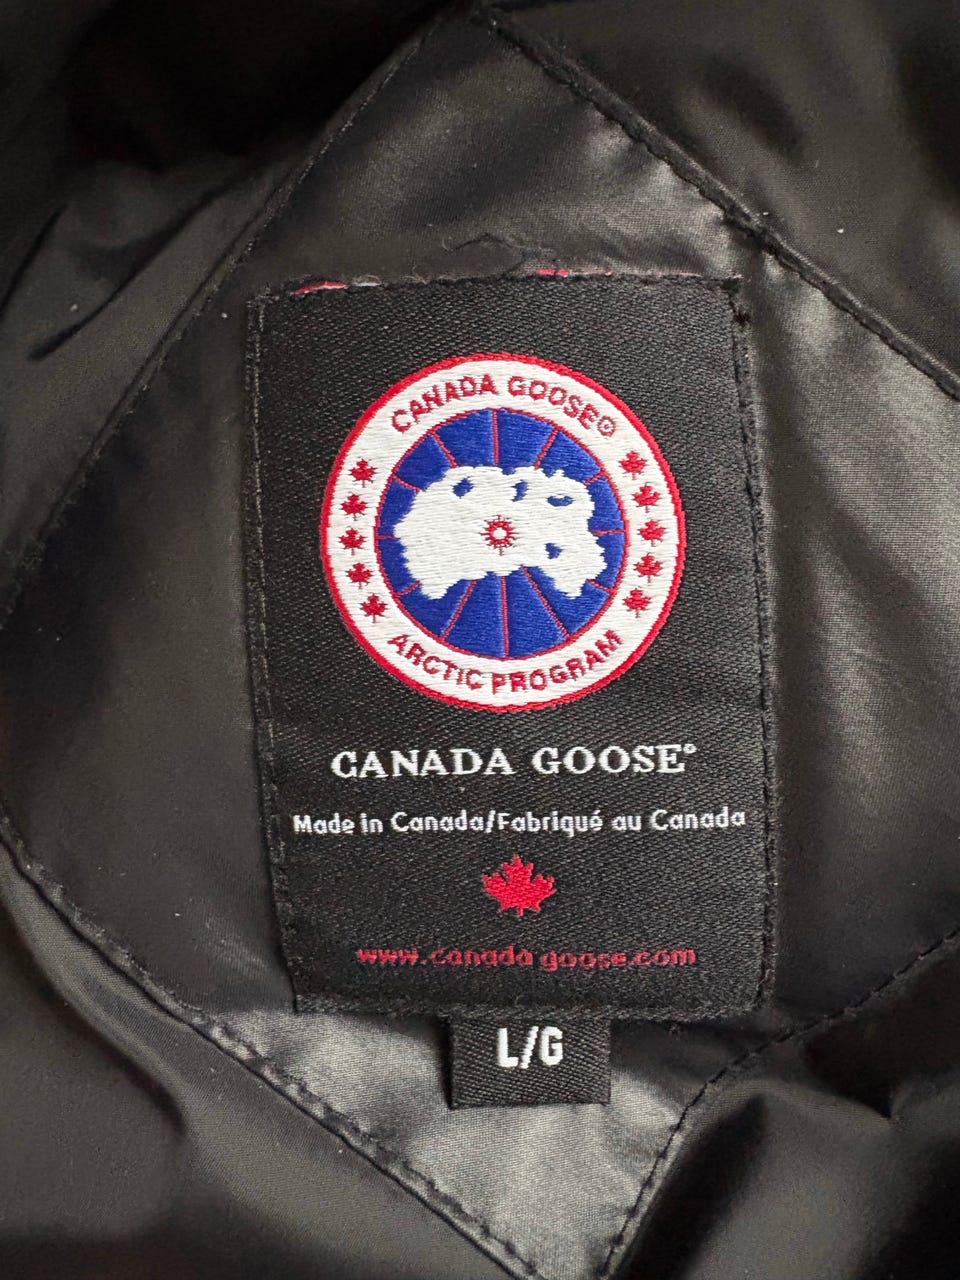 CANADA GOOSE®
ARCTIC PROGRAM
CANADA GOOSE®
Made in Canada/Fabriqué au Canada
www.canada goose.com
L/G